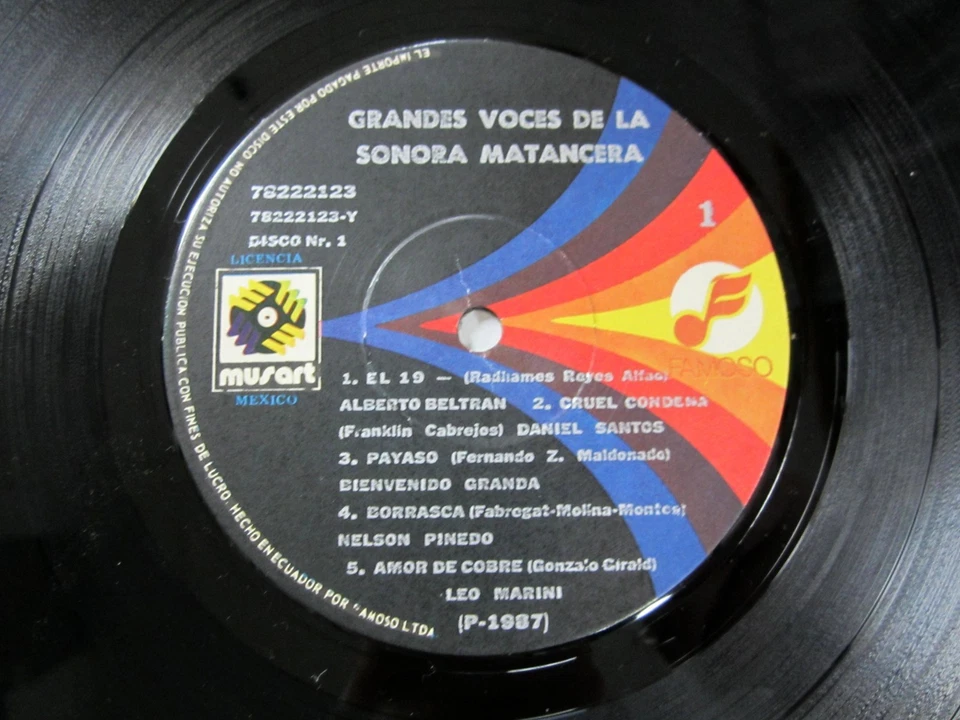 GRANDES VOCES DE LA
SONORA MATANCERA
78222123
78222123-Y
DISCO Nr. 1
1
LICENCIA
musart
MEXICO
F
FAMOSO
1. EL 19 — (Radhames Reyes Alfao)
ALBERTO BELTRAN 2. CRUEL CONDENA
(Franklin Cabrejos) DANIEL SANTOS
3. PAYASO (Fernando Z. Maldonado)
BIENVENIDO GRANDA
4. BORRASCA (Fabregat-Molina-Montes)
NELSON PINEDO
5. AMOR DE COBRE (Gonzalo Girald)
LEO MARINI
(P-1987)
EL IMPORTE PAGADO POR ESTE DISCO NO AUTORIZA SU EJECUCION PUBLICA CON FINES DE LUCRO. HECHO EN ECUADOR POR FAMOSO LTDA